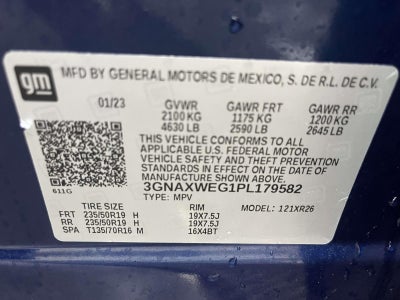 gm
MFD BY GENERAL MOTORS DE MEXICO, S. DE R.L. DE C.V.
01/23 GVWR GAWR FRT GAWR RR
2100 KG 1175 KG 1200 KG
4630 LB 2590 LB 2645 LB
THIS VEHICLE CONFORMS TO ALL
APPLICABLE U.S. FEDERAL MOTOR
VEHICLE SAFETY, BUMPER, AND THEFT
PREVENTION STANDARDS IN EFFECT ON
THE DATE OF MANUFACTURE SHOWN ABOVE.
611G 3GNAXWEG1PL179582
TYPE: MPV MODEL: 121XR26
TIRE SIZE RIM
FRT 235/50R19 H 19X7.5J
RR 235/50R19 H 19X7.5J
SPA T135/70R16 M 16X4BT